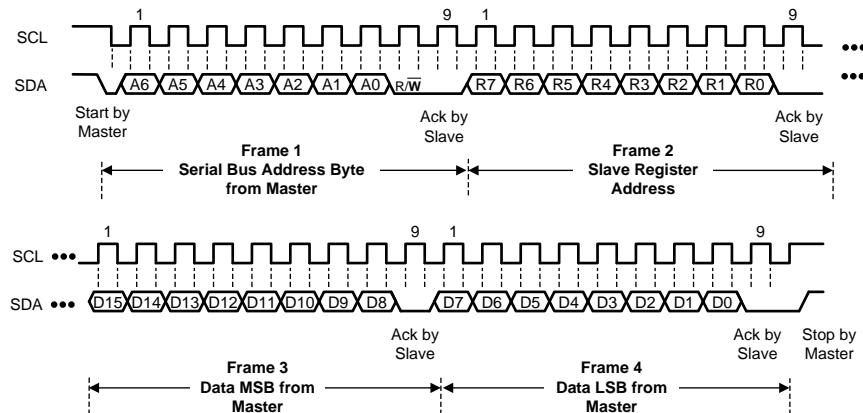 1 9 1 9
SCL •••
SDA A6 A5 A4 A3 A2 A1 A0 R/W̅ R7 R6 R5 R4 R3 R2 R1 R0 •••
Start by
Master
Ack by
Slave
Ack by
Slave
Frame 1
Serial Bus Address Byte
from Master
Frame 2
Slave Register
Address
1 9 1 9
SCL •••
SDA ••• D15 D14 D13 D12 D11 D10 D9 D8 D7 D6 D5 D4 D3 D2 D1 D0
Ack by
Slave
Ack by
Slave
Stop by
Master
Frame 3
Data MSB from
Master
Frame 4
Data LSB from
Master